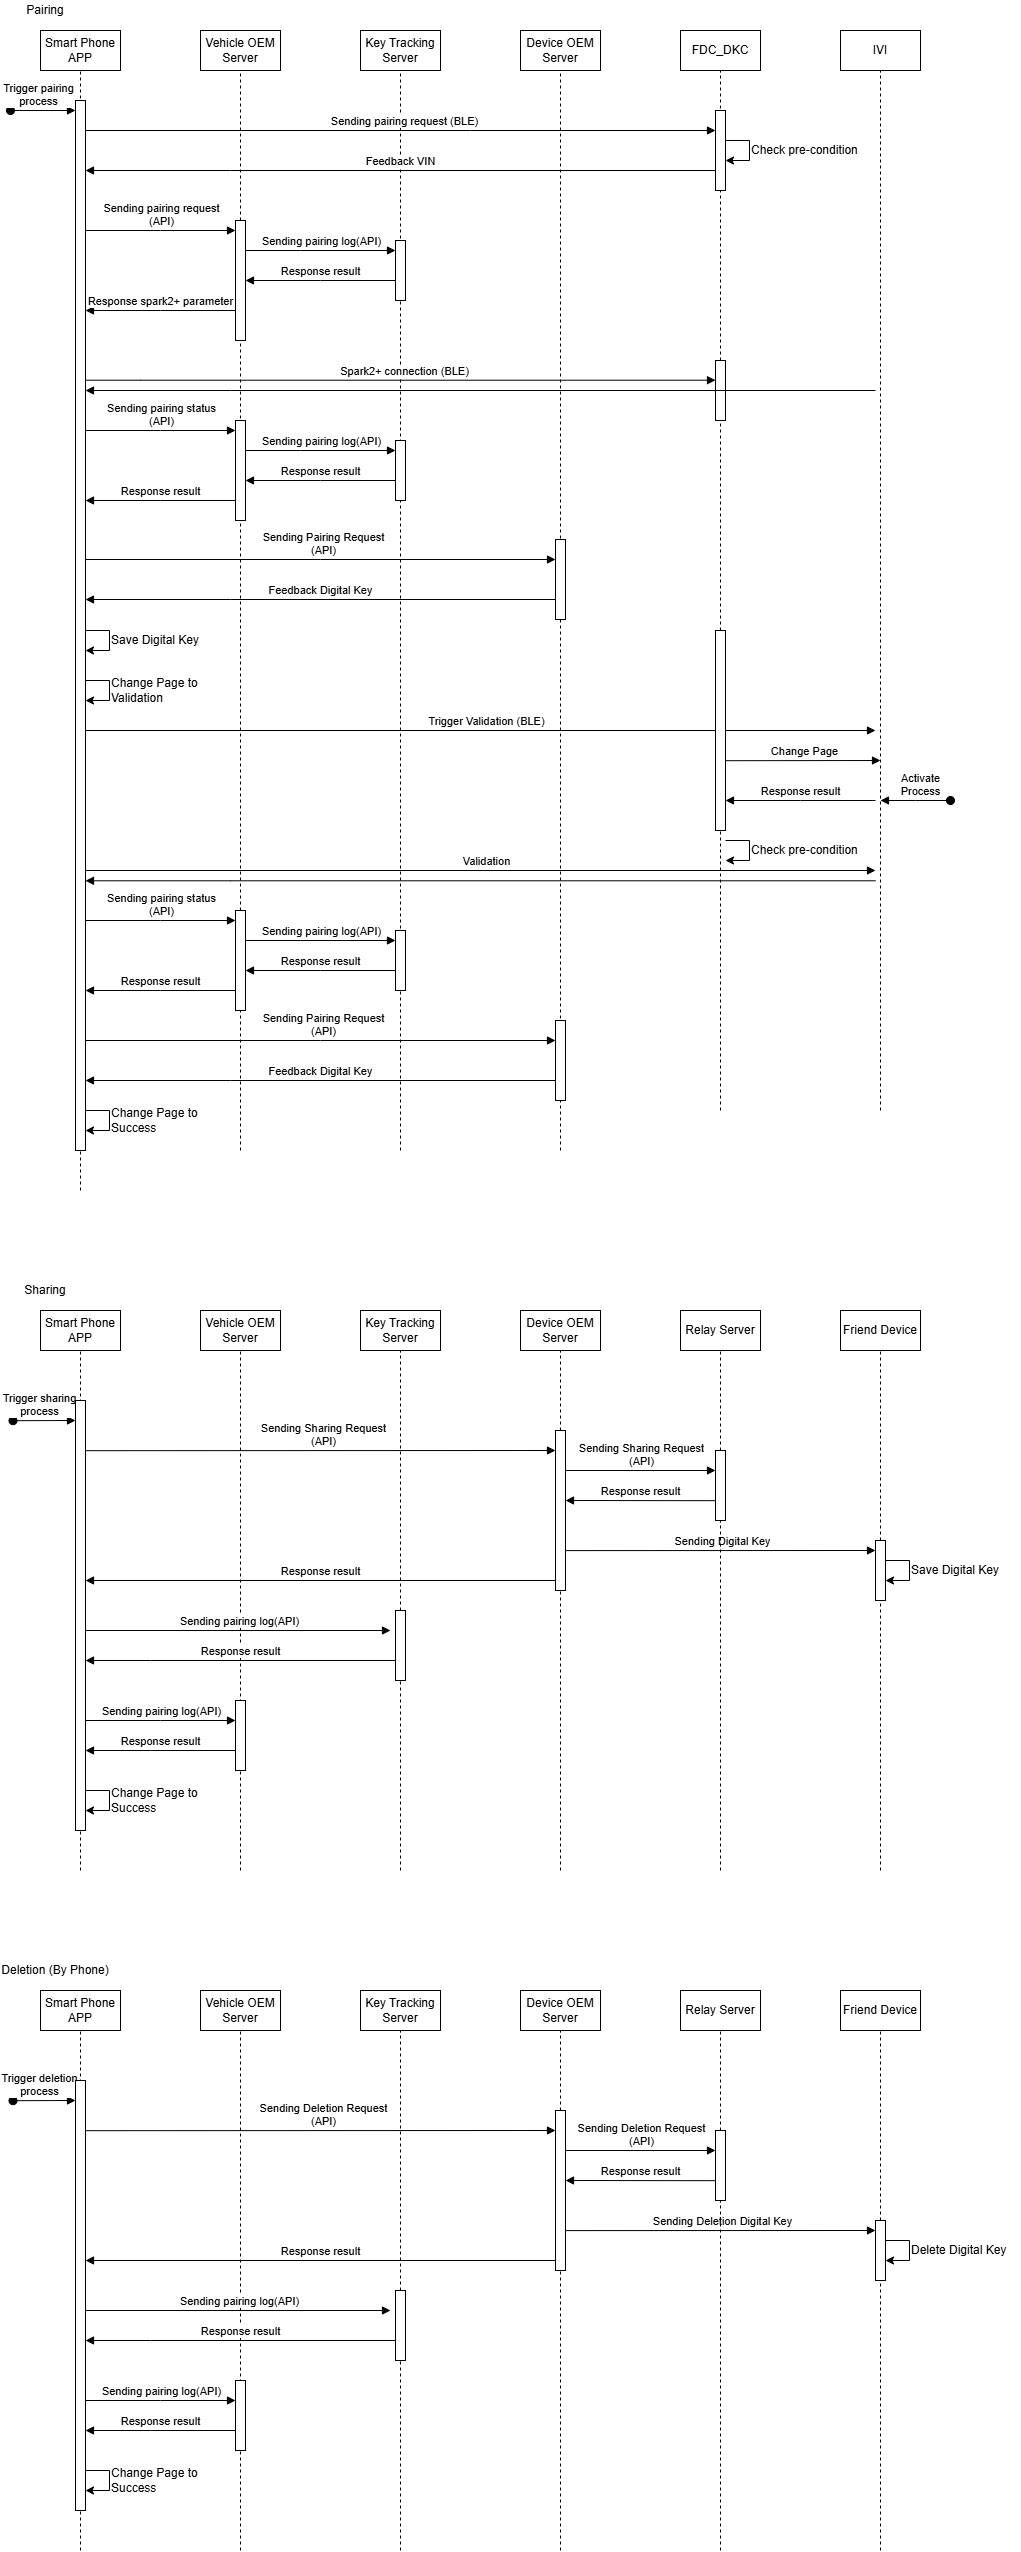 Pairing
Smart Phone
APP
Vehicle OEM
Server
Key Tracking
Server
Device OEM
Server
FDC_DKC
IVI
Trigger pairing
process
Sending pairing request (BLE)
Check pre-condition
Feedback VIN
Sending pairing request
(API)
Sending pairing log(API)
Response result
Response spark2+ parameter
Spark2+ connection (BLE)
Sending pairing status
(API)
Sending pairing log(API)
Response result
Response result
Sending Pairing Request
(API)
Feedback Digital Key
Save Digital Key
Change Page to
Validation
Trigger Validation (BLE)
Change Page
Activate
Process
Response result
Check pre-condition
Validation
Sending pairing status
(API)
Sending pairing log(API)
Response result
Response result
Sending Pairing Request
(API)
Feedback Digital Key
Change Page to
Success
Sharing
Smart Phone
APP
Vehicle OEM
Server
Key Tracking
Server
Device OEM
Server
Relay Server
Friend Device
Trigger sharing
process
Sending Sharing Request
(API)
Sending Sharing Request
(API)
Response result
Sending Digital Key
Save Digital Key
Response result
Sending pairing log(API)
Response result
Sending pairing log(API)
Response result
Change Page to
Success
Deletion (By Phone)
Smart Phone
APP
Vehicle OEM
Server
Key Tracking
Server
Device OEM
Server
Relay Server
Friend Device
Trigger deletion
process
Sending Deletion Request
(API)
Sending Deletion Request
(API)
Response result
Sending Deletion Digital Key
Delete Digital Key
Response result
Sending pairing log(API)
Response result
Sending pairing log(API)
Response result
Change Page to
Success